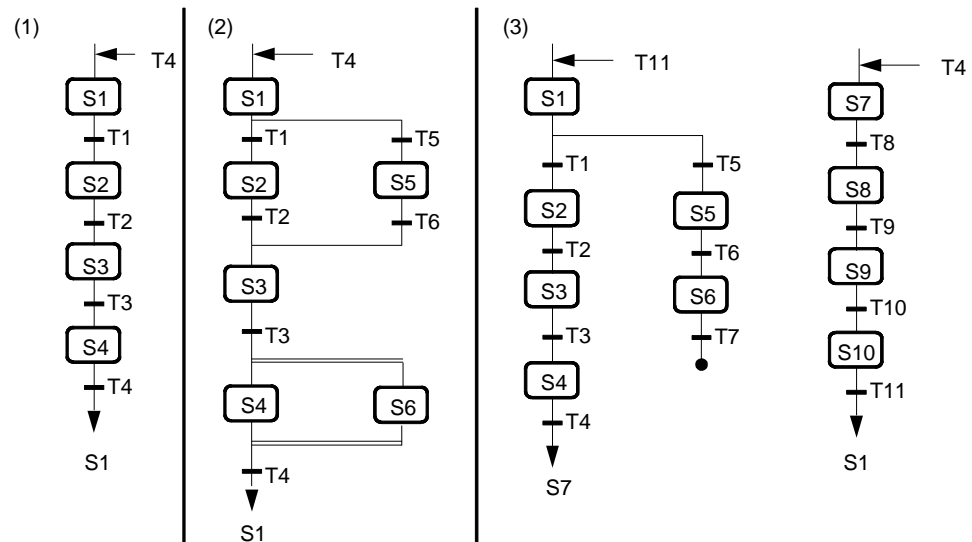 (1)
T4
S1
T1
S2
T2
S3
T3
S4
T4
S1
(2)
T4
S1
T1
T5
S2
S5
T2
T6
S3
T3
S4
S6
T4
S1
(3)
T11
S1
T1
T5
S2
S5
T2
T6
S3
S6
T3
T7
S4
T4
S7
T4
S7
T8
S8
T9
S9
T10
S10
T11
S1